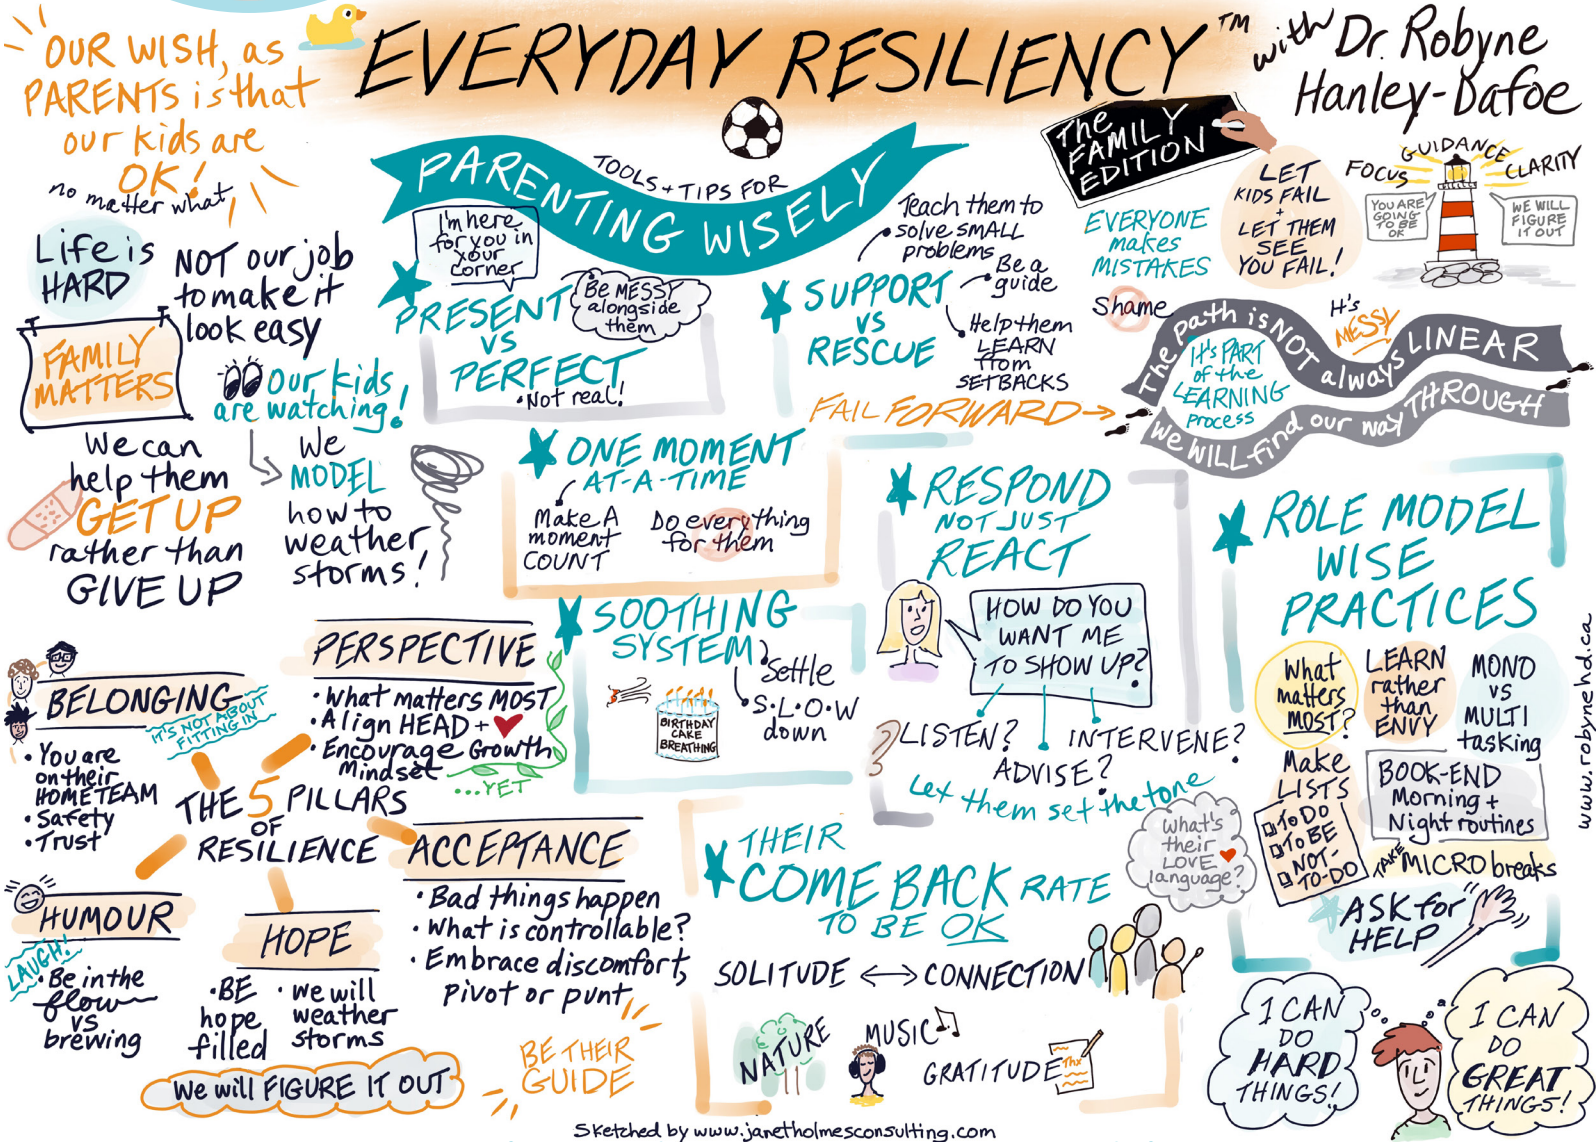 OUR WISH, as
PARENTS is that
our kids are
OK!
no matter what
EVERYDAY RESILIENCY™
with Dr. Robyne
Hanley-Dafoe
The
FAMILY
EDITION
TOOLS + TIPS FOR
PARENTING WISELY
Life is
HARD
NOT our job
to make it
look easy
FAMILY
MATTERS
Our kids
are watching!
We can
help them
GET UP
rather than
GIVE UP
We
MODEL
how to
weather
storms!
I'm here
for you in
your
corner
Be MESSY
alongside
them
PRESENT
VS
PERFECT
• Not real!
SUPPORT
VS
RESCUE
Teach them to
• solve SMALL
problems
• Be a
guide
• Help them
LEARN
from
SETBACKS
FAIL FORWARD
EVERYONE
makes
MISTAKES
Shame
LET
KIDS FAIL
+
LET THEM
SEE
YOU FAIL!
FOCUS
GUIDANCE
CLARITY
YOU ARE
GOING
TO BE
OK
WE WILL
FIGURE
IT OUT
The path is NOT always LINEAR
It's
MESSY
It's PART
of the
LEARNING
process
We WILL find our way THROUGH
ONE MOMENT
AT-A-TIME
Make A
moment
COUNT
Do everything
for them
RESPOND
NOT JUST
REACT
HOW DO YOU
WANT ME
TO SHOW UP?
LISTEN?
ADVISE?
INTERVENE?
Let them set the tone
SOOTHING
SYSTEM
Settle
S•L•O•W
down
BIRTHDAY
CAKE
BREATHING
ROLE MODEL
WISE
PRACTICES
What
matters
MOST?
LEARN
rather
than
ENVY
MONO
VS
MULTI
tasking
Make
LISTS
TO DO
TO BE
NOT-
TO-DO
BOOK-END
Morning +
Night routines
TAKE MICRO breaks
ASK for
HELP
www.robynehd.ca
BELONGING
IT'S NOT ABOUT
FITTING IN
• You are
on their
HOME TEAM
• Safety
• Trust
PERSPECTIVE
• What matters MOST
• Align HEAD +
• Encourage Growth
Mindset
...YET
THE 5 PILLARS
OF
RESILIENCE
ACCEPTANCE
• Bad things happen
• What is controllable?
• Embrace discomfort,
pivot or punt
HUMOUR
LAUGH!
• Be in the
flow
vs
brewing
HOPE
• BE
hope
filled
• we will
weather
storms
We will FIGURE IT OUT
BE THEIR
GUIDE
THEIR
COME BACK RATE
TO BE OK
What's
their
LOVE
language?
SOLITUDE
CONNECTION
NATURE
MUSIC
GRATITUDE
Thx
I CAN
DO
HARD
THINGS!
I CAN
DO
GREAT
THINGS!
Sketched by www.janetholmesconsulting.com